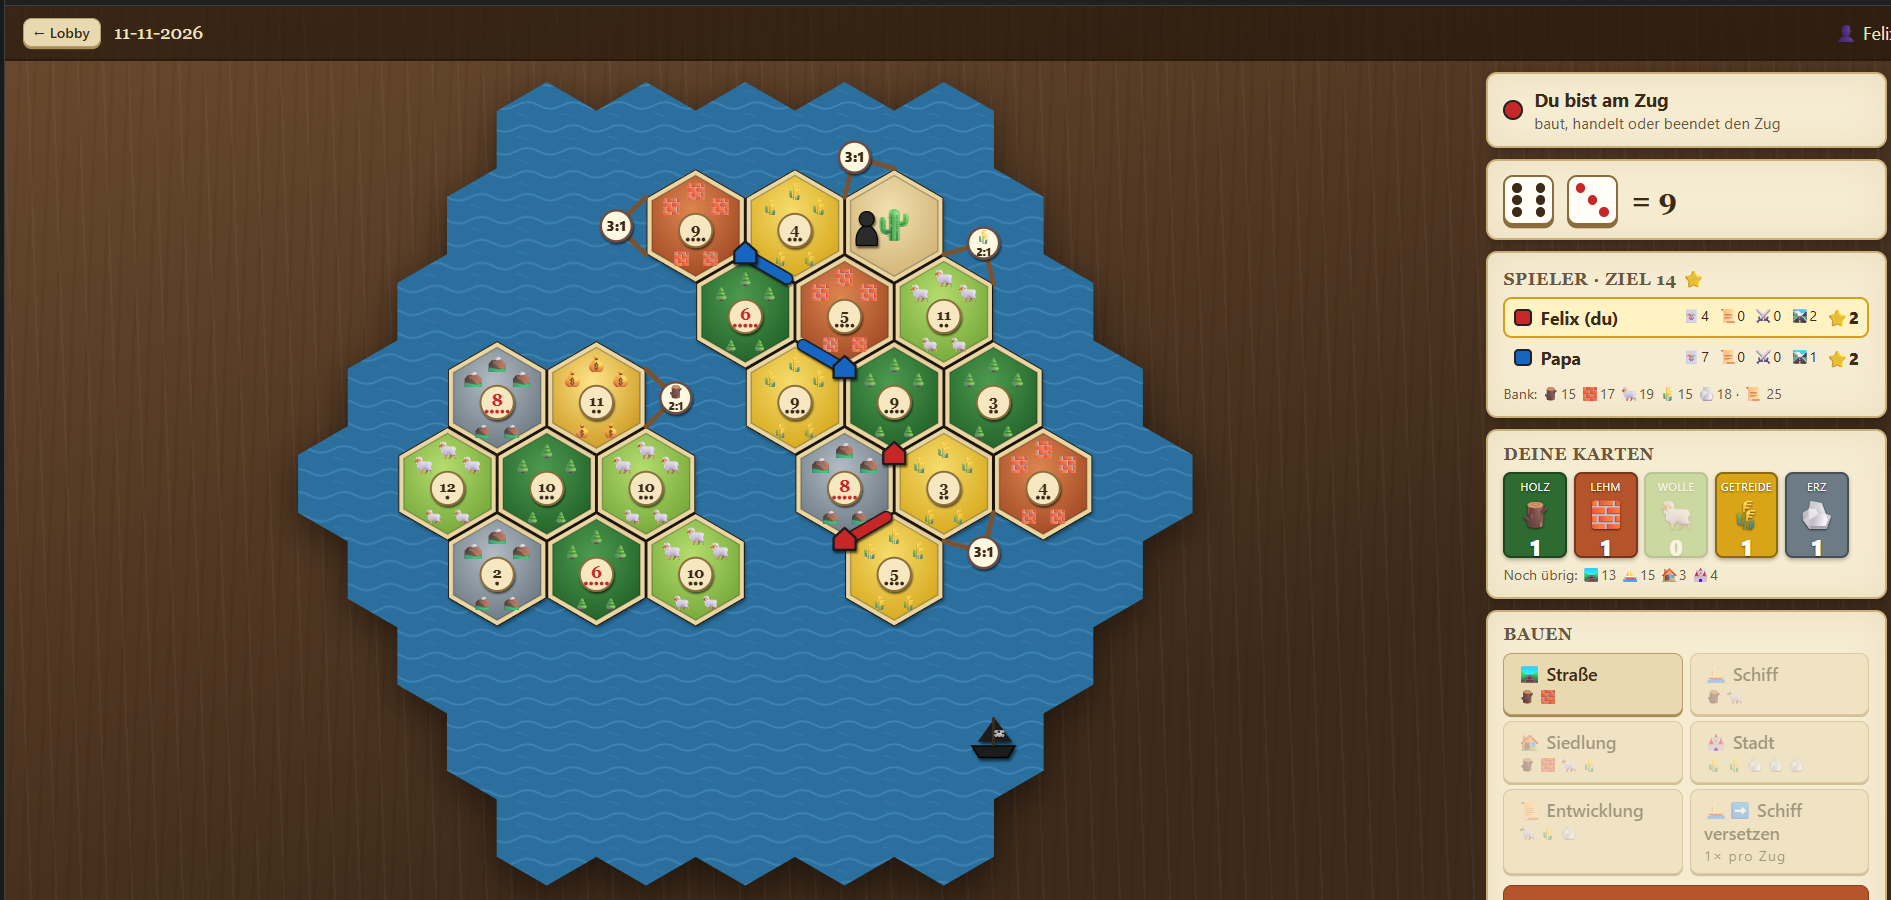 ← Lobby
11-11-2026
Feli
Du bist am Zug
baut, handelt oder beendet den Zug
= 9
SPIELER · ZIEL 14
Felix (du) 4 0 0 2 2
Papa 7 0 0 1 2
Bank: 15 17 19 15 18 · 25
DEINE KARTEN
HOLZ LEHM WOLLE GETREIDE ERZ
1 1 0 1 1
Noch übrig: 13 15 3 4
BAUEN
Straße
Schiff
Siedlung
Stadt
Entwicklung
Schiff
versetzen
1× pro Zug
3:1
3:1
9 4
2:1
6 5 11
8 11
2:1
9 9 3
12 10 10
8 3 4
3:1
2 6 10
5